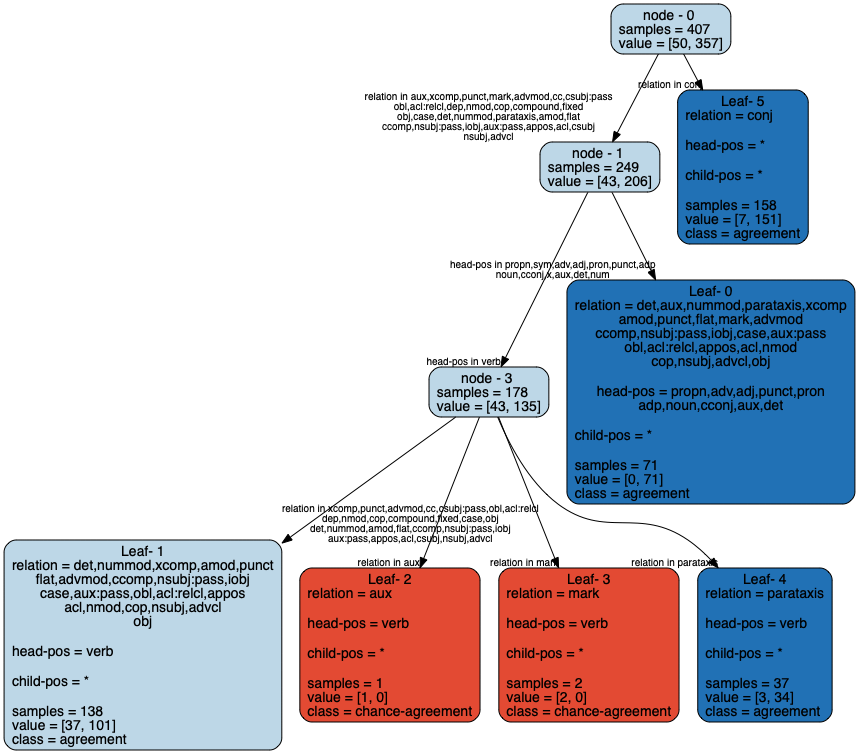 node - 0
samples = 407
value = [50, 357]
relation in aux,xcomp,punct,mark,advmod,cc,csubj:pass
obl,acl:relcl,dep,nmod,cop,compound,fixed
obj,case,det,nummod,parataxis,amod,flat
ccomp,nsubj:pass,iobj,aux:pass,appos,acl,csubj
nsubj,advcl
relation in conj
Leaf- 5
relation = conj
head-pos = *
child-pos = *
samples = 158
value = [7, 151]
class = agreement
node - 1
samples = 249
value = [43, 206]
head-pos in propn,sym,adv,adj,pron,punct,adp
noun,cconj,x,aux,det,num
Leaf- 0
relation = det,aux,nummod,parataxis,xcomp
amod,punct,flat,mark,advmod
ccomp,nsubj:pass,iobj,case,aux:pass
obl,acl:relcl,appos,acl,nmod
cop,nsubj,advcl,obj
head-pos = propn,adv,adj,punct,pron
adp,noun,cconj,aux,det
child-pos = *
samples = 71
value = [0, 71]
class = agreement
head-pos in verb
node - 3
samples = 178
value = [43, 135]
relation in xcomp,punct,advmod,cc,csubj:pass,obl,acl:relcl
dep,nmod,cop,compound,fixed,case,obj
det,nummod,amod,flat,ccomp,nsubj:pass,iobj
aux:pass,appos,acl,csubj,nsubj,advcl
relation in aux
relation in mark
relation in parataxis
Leaf- 1
relation = det,nummod,xcomp,amod,punct
flat,advmod,ccomp,nsubj:pass,iobj
case,aux:pass,obl,acl:relcl,appos
acl,nmod,cop,nsubj,advcl
obj
head-pos = verb
child-pos = *
samples = 138
value = [37, 101]
class = agreement
Leaf- 2
relation = aux
head-pos = verb
child-pos = *
samples = 1
value = [1, 0]
class = chance-agreement
Leaf- 3
relation = mark
head-pos = verb
child-pos = *
samples = 2
value = [2, 0]
class = chance-agreement
Leaf- 4
relation = parataxis
head-pos = verb
child-pos = *
samples = 37
value = [3, 34]
class = agreement